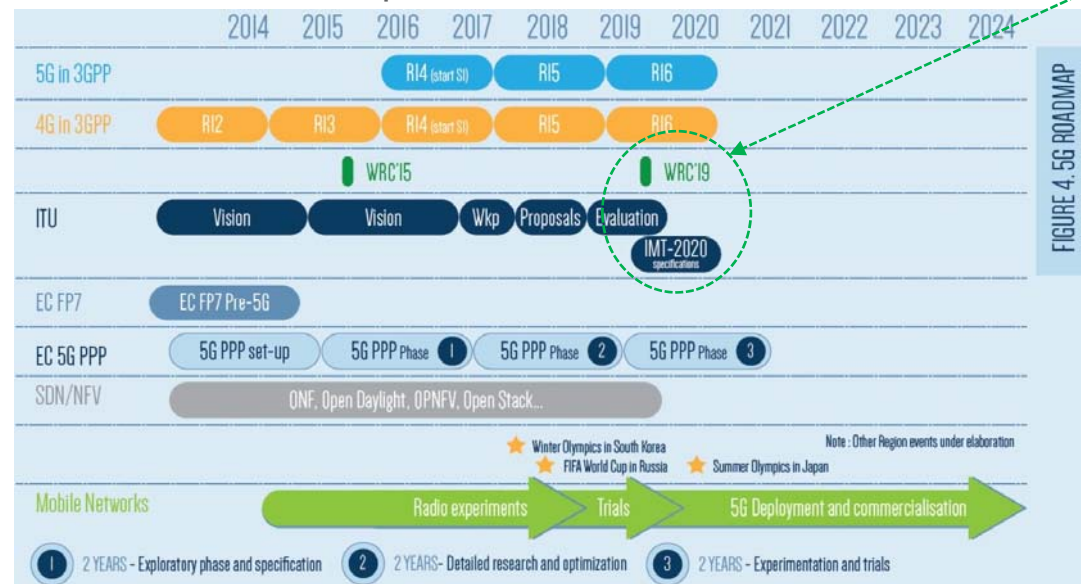 2014 2015 2016 2017 2018 2019 2020 2021 2022 2023 2024
5G in 3GPP R14 (start SI) R15 R16
4G in 3GPP R12 R13 R14 (start SI) R15 R16
WRC'15 WRC'19
ITU Vision Vision Wkp Proposals Evaluation
IMT-2020
specifications
EC FP7 EC FP7 Pre-5G
EC 5G PPP 5G PPP set-up 5G PPP Phase 1 5G PPP Phase 2 5G PPP Phase 3
SDN/NFV ONF, Open Daylight, OPNFV, Open Stack...
Winter Olympics in South Korea Note : Other Region events under elaboration
FIFA World Cup in Russia Summer Olympics in Japan
Mobile Networks Radio experiments Trials 5G Deployment and commercialisation
1 2 YEARS - Exploratory phase and specification 2 2 YEARS- Detailed research and optimization 3 2 YEARS - Experimentation and trials
FIGURE 4. 5G ROADMAP